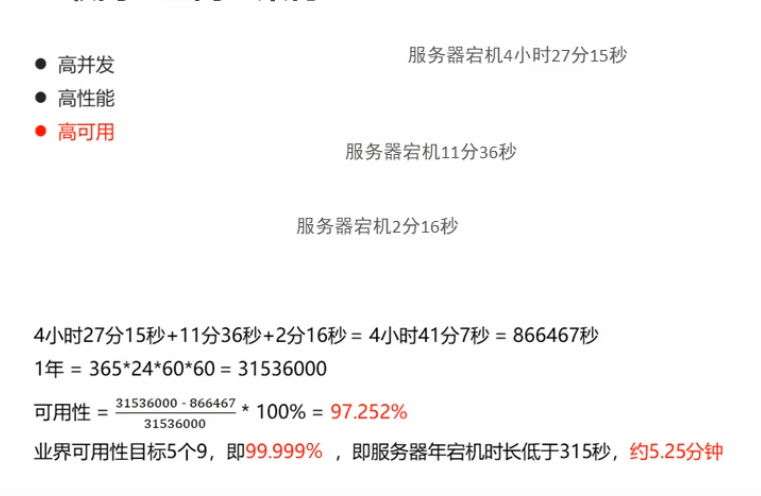 ● 高并发
● 高性能
● 高可用
服务器宕机4小时27分15秒
服务器宕机11分36秒
服务器宕机2分16秒
4小时27分15秒+11分36秒+2分16秒 = 4小时41分7秒 = 866467秒
1年 = 365*24*60*60 = 31536000
可用性 = (31536000 - 866467)/31536000 * 100% = 97.252%
业界可用性目标5个9，即99.999% ，即服务器年宕机时长低于315秒，约5.25分钟